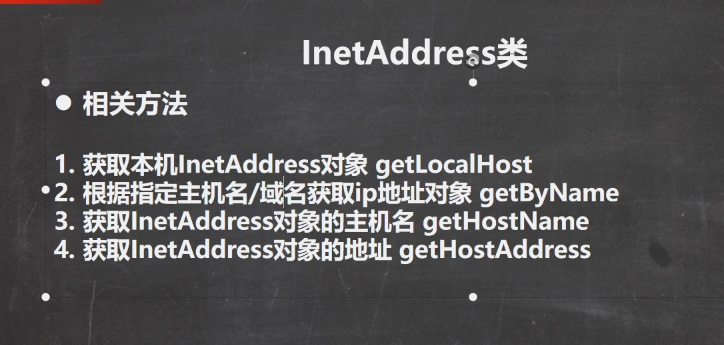 InetAddress类
● 相关方法
1. 获取本机InetAddress对象 getLocalHost
2. 根据指定主机名/域名获取ip地址对象 getByName
3. 获取InetAddress对象的主机名 getHostName
4. 获取InetAddress对象的地址 getHostAddress